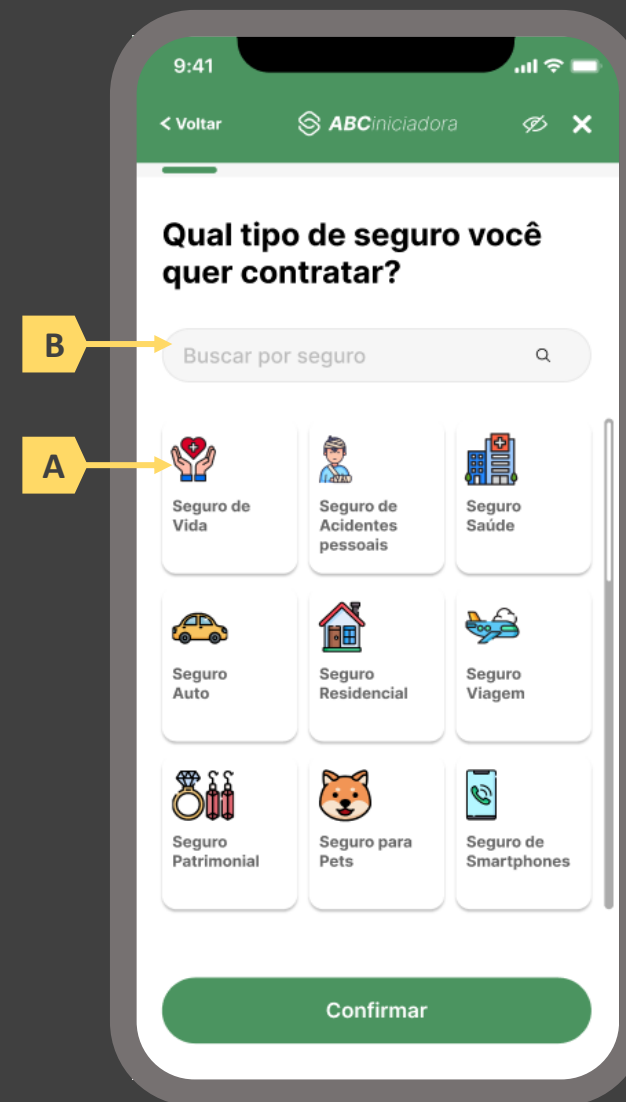 9:41
< Voltar
ABCiniciadora
Qual tipo de seguro você
quer contratar?
B
Buscar por seguro
A
Seguro de
Vida
Seguro de
Acidentes
pessoais
Seguro
Saúde
Seguro
Auto
Seguro
Residencial
Seguro
Viagem
Seguro
Patrimonial
Seguro para
Pets
Seguro de
Smartphones
Confirmar